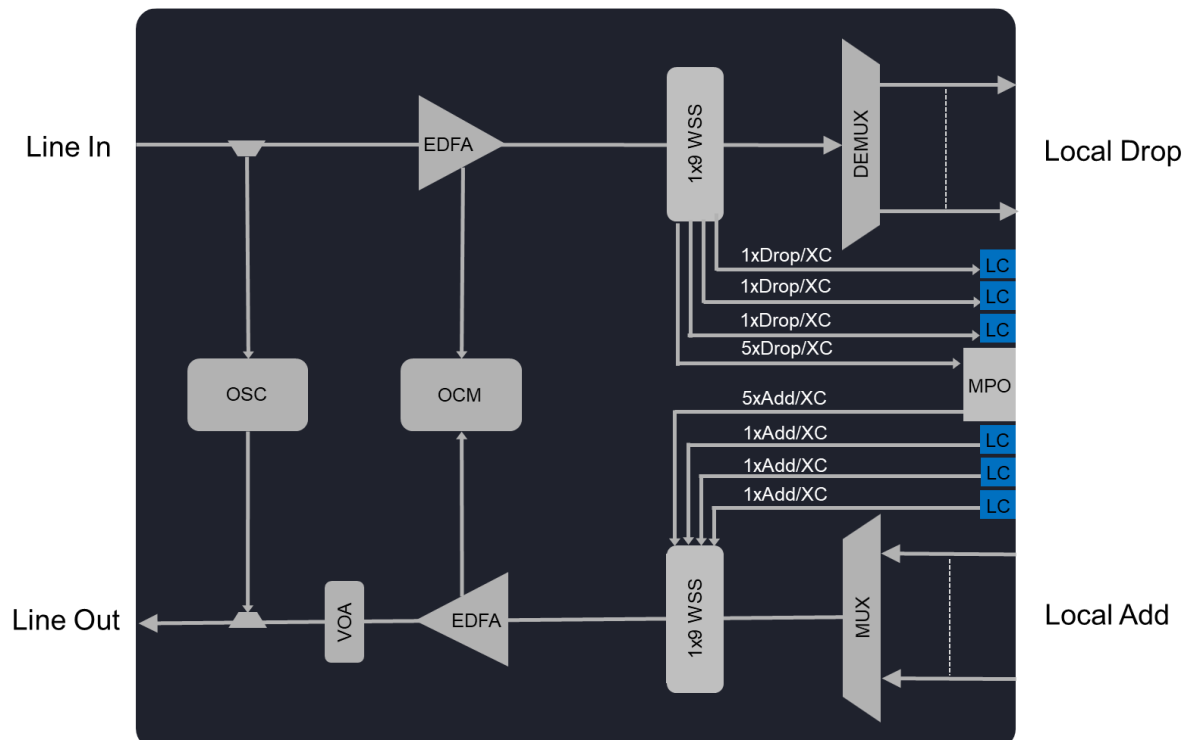 Line In
EDFA
1x9 WSS
DEMUX
Local Drop
1xDrop/XC
LC
1xDrop/XC
LC
1xDrop/XC
LC
5xDrop/XC
MPO
OSC
OCM
5xAdd/XC
1xAdd/XC
LC
1xAdd/XC
LC
1xAdd/XC
LC
Line Out
VOA
EDFA
1x9 WSS
MUX
Local Add